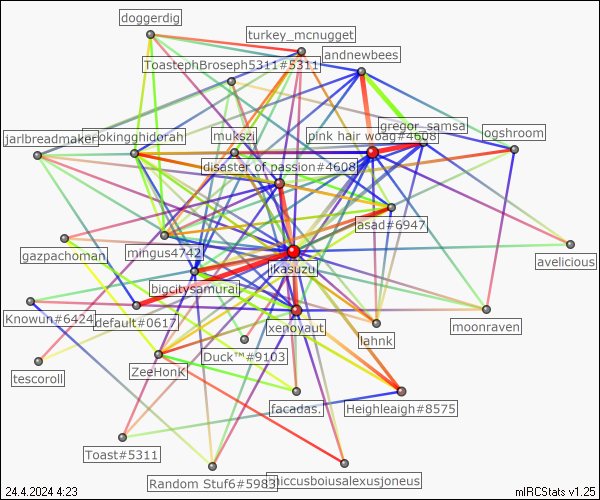 doggerdig
turkey_mcnugget
andnewbees
ToastephBroseph5311#5311
gregor_samsa
jarlbreadmaker
mokingghidorah
mukszi
pink hair woag#4608
ogshroom
disaster of passion#4608
asad#6947
gazpachoman
mingus4742
avelicious
ikasuzu
bigcitysamurai
Knowun#6424
default#0617
xenoyaut
lahnk
moonraven
Duck™#9103
tescoroll
ZeeHonK
facadas.
Heighleaigh#8575
Toast#5311
Random Stuf6#5983
iccusboiusalexusjoneus
24.4.2024 4:23
mIRCStats v1.25